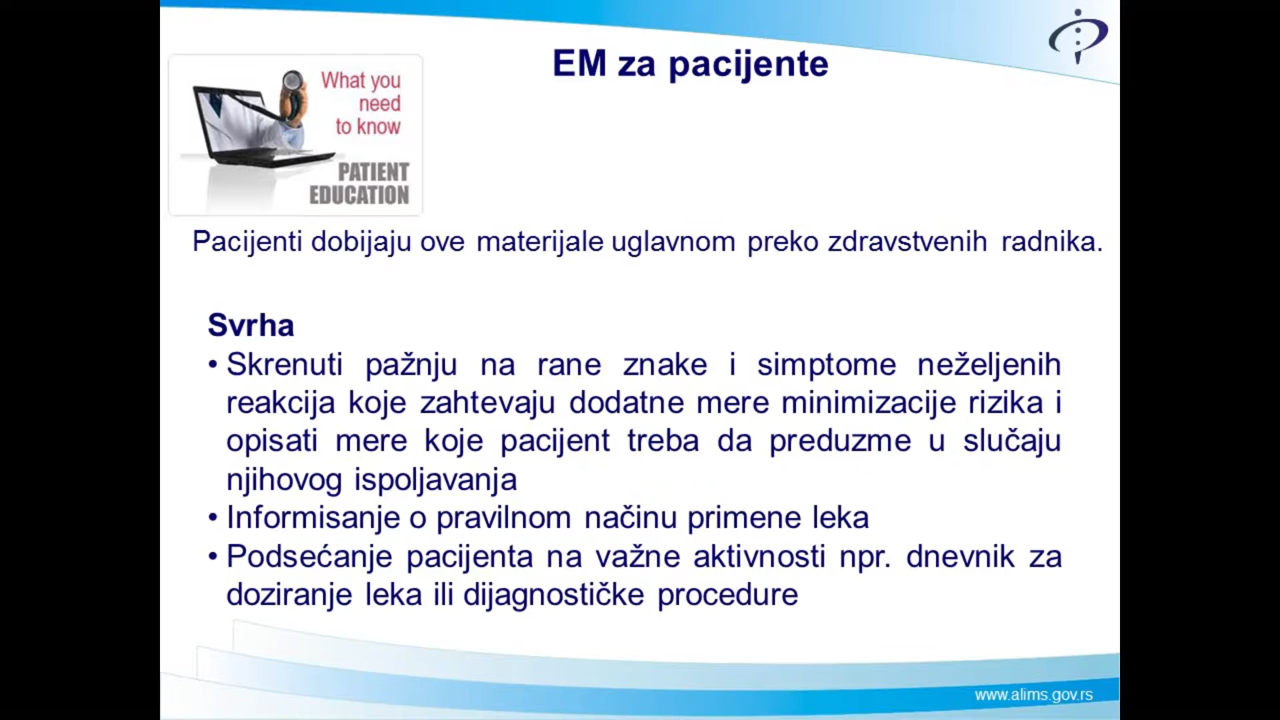 EM za pacijente
What you
need
to know
PATIENT
EDUCATION
Pacijenti dobijaju ove materijale uglavnom preko zdravstvenih radnika.
Svrha
• Skrenuti pažnju na rane znake i simptome neželjenih
reakcija koje zahtevaju dodatne mere minimizacije rizika i
opisati mere koje pacijent treba da preduzme u slučaju
njihovog ispoljavanja
• Informisanje o pravilnom načinu primene leka
• Podsećanje pacijenta na važne aktivnosti npr. dnevnik za
doziranje leka ili dijagnostičke procedure
www.alims.gov.rs